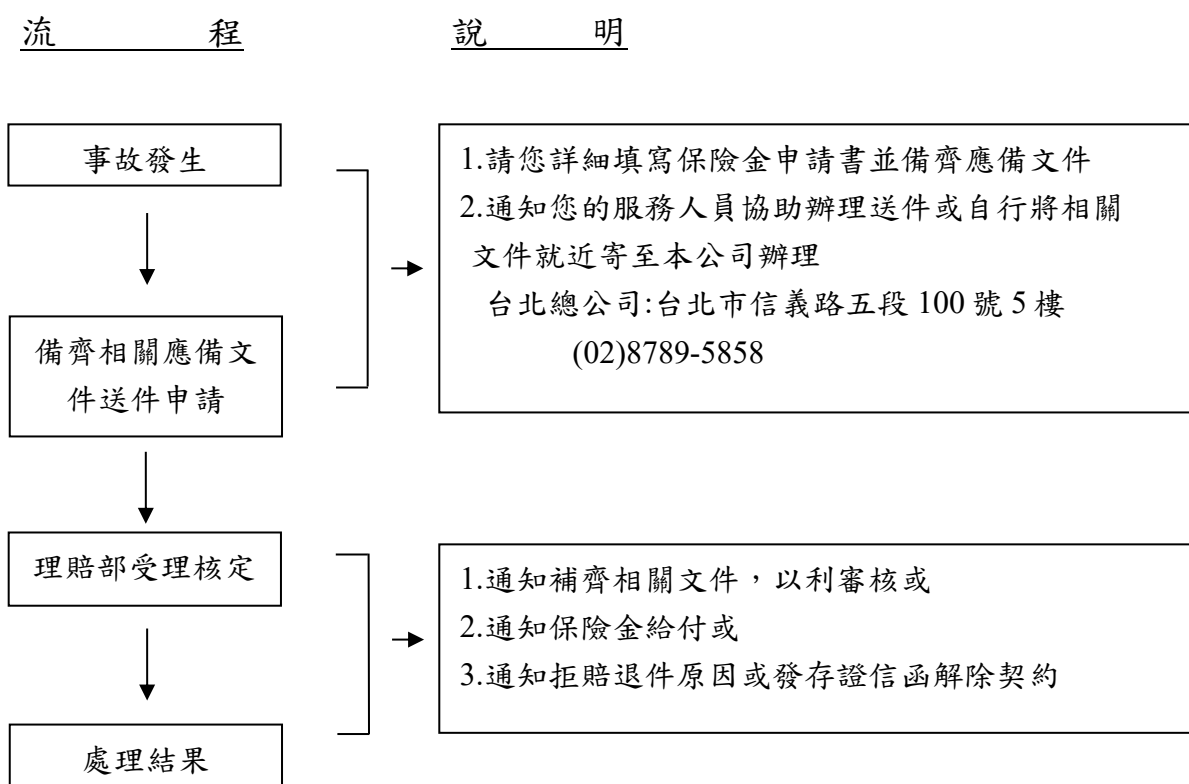 流 程
說 明
事故發生
1.請您詳細填寫保險金申請書並備齊應備文件
2.通知您的服務人員協助辦理送件或自行將相關
文件就近寄至本公司辦理
台北總公司:台北市信義路五段 100 號 5 樓
(02)8789-5858
備齊相關應備文
件送件申請
理賠部受理核定
1.通知補齊相關文件，以利審核或
2.通知保險金給付或
3.通知拒賠退件原因或發存證信函解除契約
處理結果